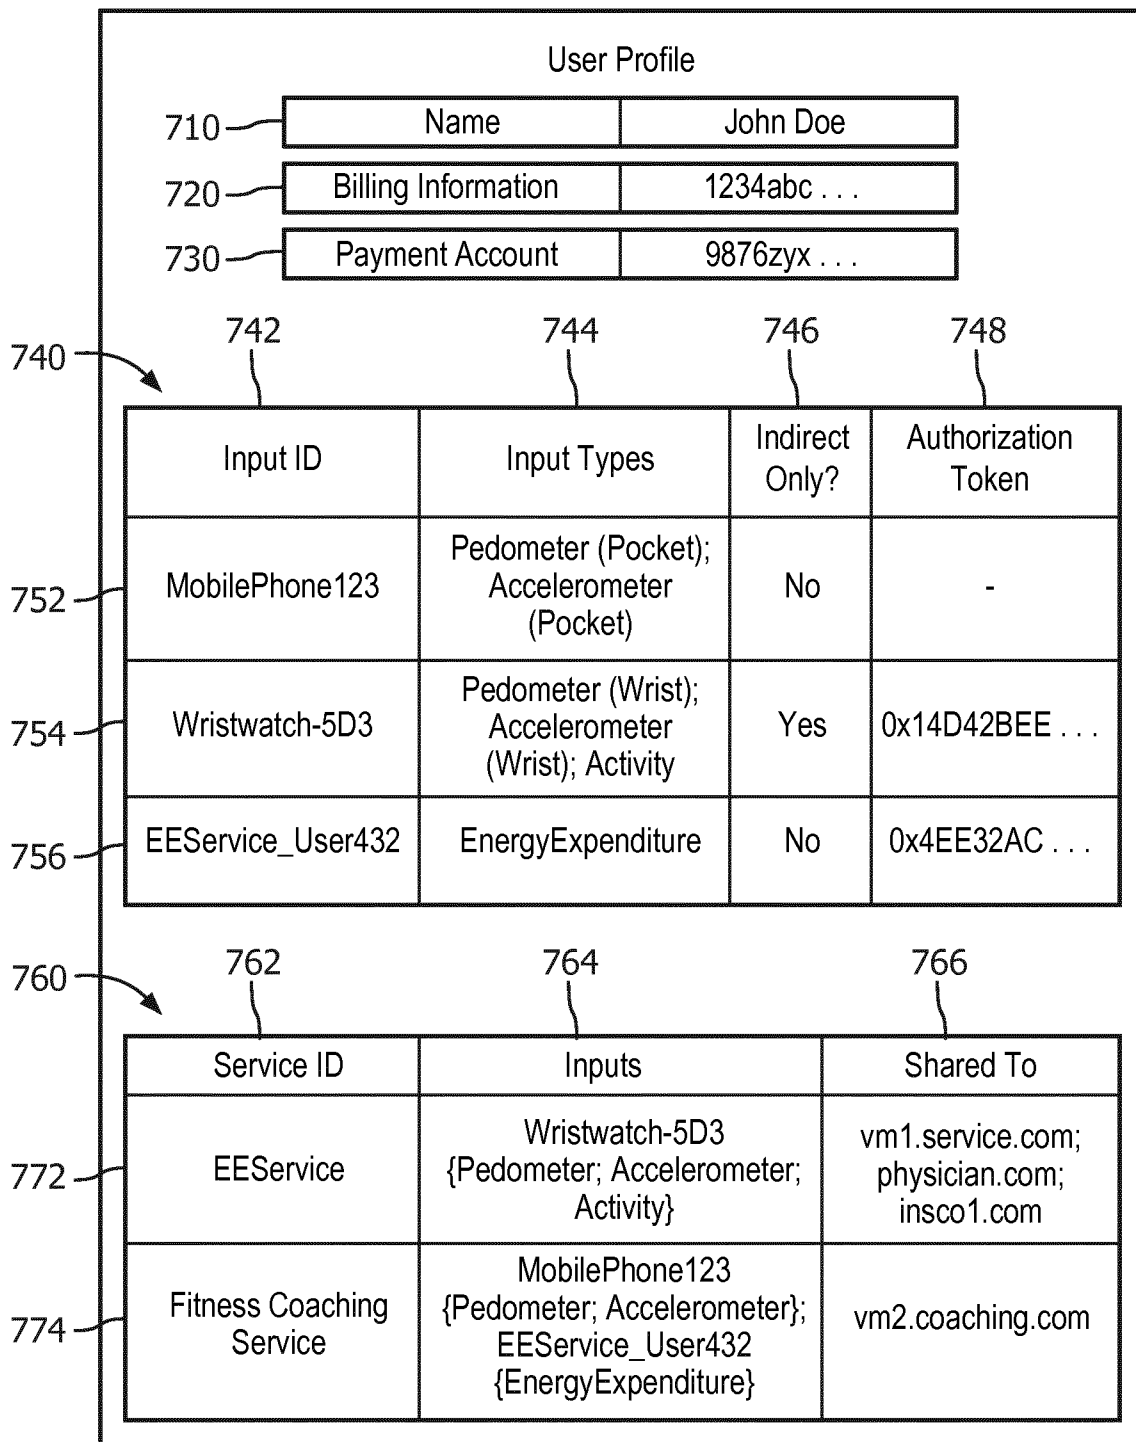 User Profile
710 Name John Doe
720 Billing Information 1234abc . . .
730 Payment Account 9876zyx . . .
742 744 746 748
740
Input ID Input Types Indirect Only? Authorization Token
752 MobilePhone123 Pedometer (Pocket); Accelerometer (Pocket) No -
754 Wristwatch-5D3 Pedometer (Wrist); Accelerometer (Wrist); Activity Yes 0x14D42BEE . . .
756 EEService_User432 EnergyExpenditure No 0x4EE32AC . . .
762 764 766
760
Service ID Inputs Shared To
772 EEService Wristwatch-5D3 {Pedometer; Accelerometer; Activity} vm1.service.com; physician.com; insco1.com
774 Fitness Coaching Service MobilePhone123 {Pedometer; Accelerometer}; EEService_User432 {EnergyExpenditure} vm2.coaching.com